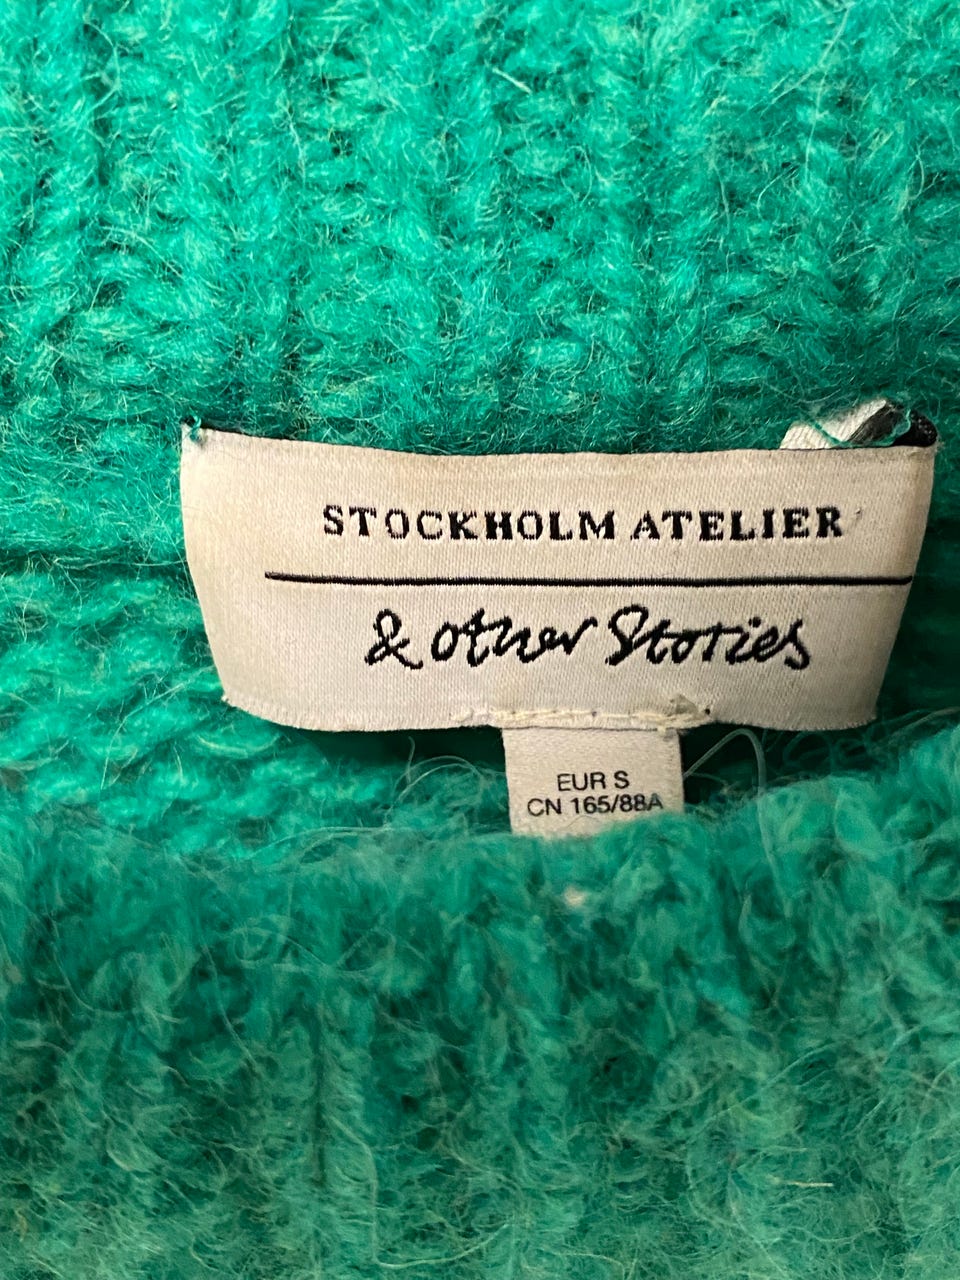 STOCKHOLM ATELIER
& other Stories
EUR S
CN 165/88A